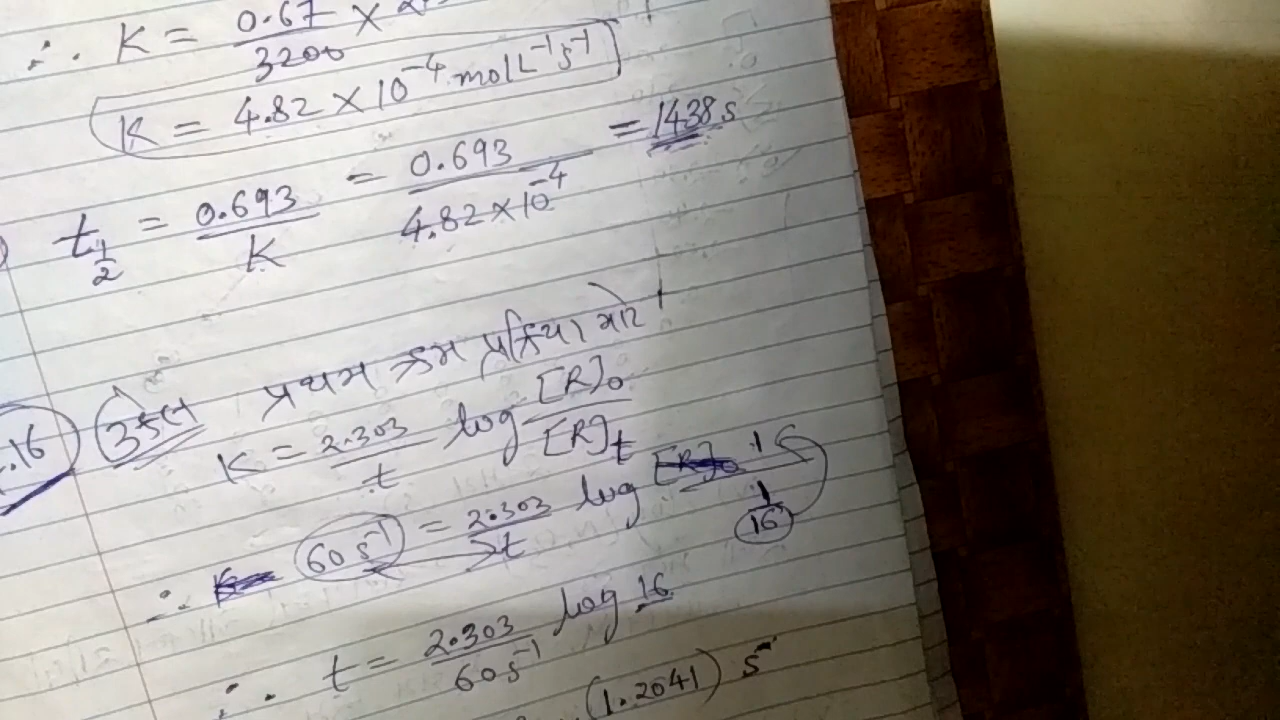 ∴ K = 0.67/3200 ×
K = 4.82 × 10⁻⁴ mol L⁻¹ s⁻¹
t½ = 0.693/K = 0.693/4.82×10⁻⁴ = 1438 s
.16 उत्तर प्रथम क्रम प्रक्रिया
K = 2.303/t log [R]₀/[R]t
∴ 60 s⁻¹ = 2.303/t log 1/(1/16)
∴ t = 2.303/60 s⁻¹ log 16
(1.2041) s